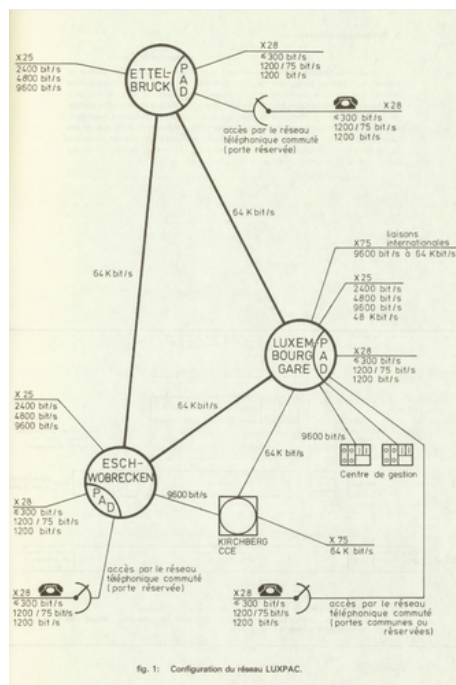 X25
2400 bit/s
4800 bit/s
9600 bit/s
ETTEL-
BRUCK
PAD
X28
≤300 bit/s
1200/75 bit/s
1200 bit/s
X28
≤300 bit/s
1200/75 bit/s
1200 bit/s
accès par le réseau
téléphonique commuté
(porte réservée)
64 Kbit/s
64 Kbit/s
liaisons
internationales
X75
9600 bit/s à 64 Kbit/s
X25
2400 bit/s
4800 bit/s
9600 bit/s
48 Kbit/s
LUXEM-
BOURG
GARE
PAD
X28
≤300 bit/s
1200/75 bit/s
1200 bit/s
X25
2400 bit/s
4800 bit/s
9600 bit/s
64 Kbit/s
9600 bit/s
64K bit/s
Centre de gestion
ESCH-
WOBRECKEN
PAD
9600 bit/s
X28
≤300 bit/s
1200/75 bit/s
1200 bit/s
KIRCHBERG
CCE
X75
64 K bit/s
accès par le réseau
téléphonique commuté
(porte réservée)
X28
≤300 bit/s
1200/75 bit/s
1200 bit/s
X28
≤300 bit/s
1200/75 bit/s
1200 bit/s
accès par le réseau
téléphonique commuté
(portes communes ou
réservées)
fig. 1: Configuration du réseau LUXPAC.